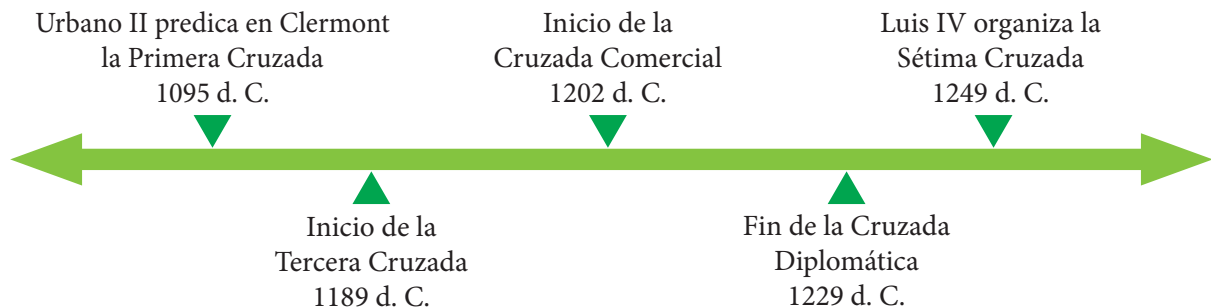 Urbano II predica en Clermont
la Primera Cruzada
1095 d. C.
Inicio de la
Tercera Cruzada
1189 d. C.
Inicio de la
Cruzada Comercial
1202 d. C.
Fin de la Cruzada
Diplomática
1229 d. C.
Luis IV organiza la
Sétima Cruzada
1249 d. C.